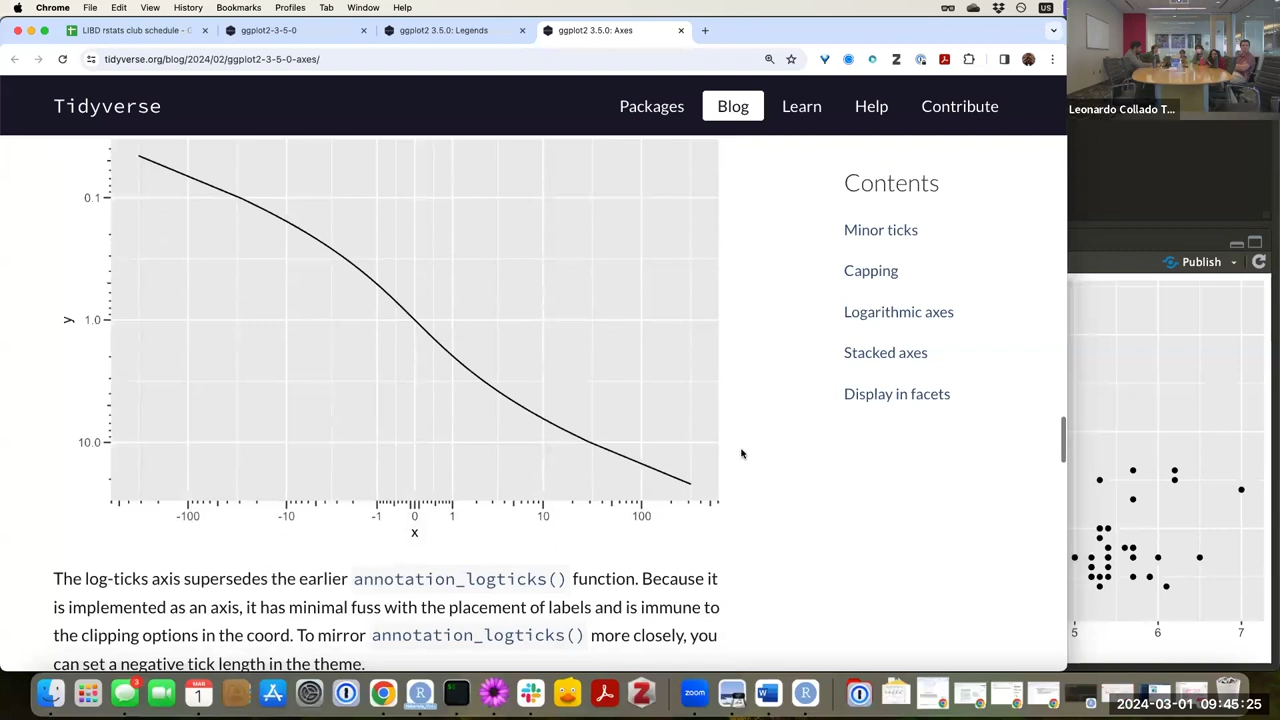 Chrome File Edit View History Bookmarks Profiles Tab Window Help
US
LIBD rstats club schedule - G
ggplot2-3-5-0
ggplot2 3.5.0: Legends
ggplot2 3.5.0: Axes
tidyverse.org/blog/2024/02/ggplot2-3-5-0-axes/
Leonardo Collado T...
Tidyverse
Packages Blog Learn Help Contribute
Contents
Minor ticks
Capping
Logarithmic axes
Stacked axes
Display in facets
Publish
0.1
1.0
10.0
y
-100 -10 -1 0 1 10 100
x
5 6 7
The log-ticks axis supersedes the earlier annotation_logticks() function. Because it
is implemented as an axis, it has minimal fuss with the placement of labels and is immune to
the clipping options in the coord. To mirror annotation_logticks() more closely, you
can set a negative tick length in the theme.
3
MAR
1
zoom
2024-03-01 09:45:25